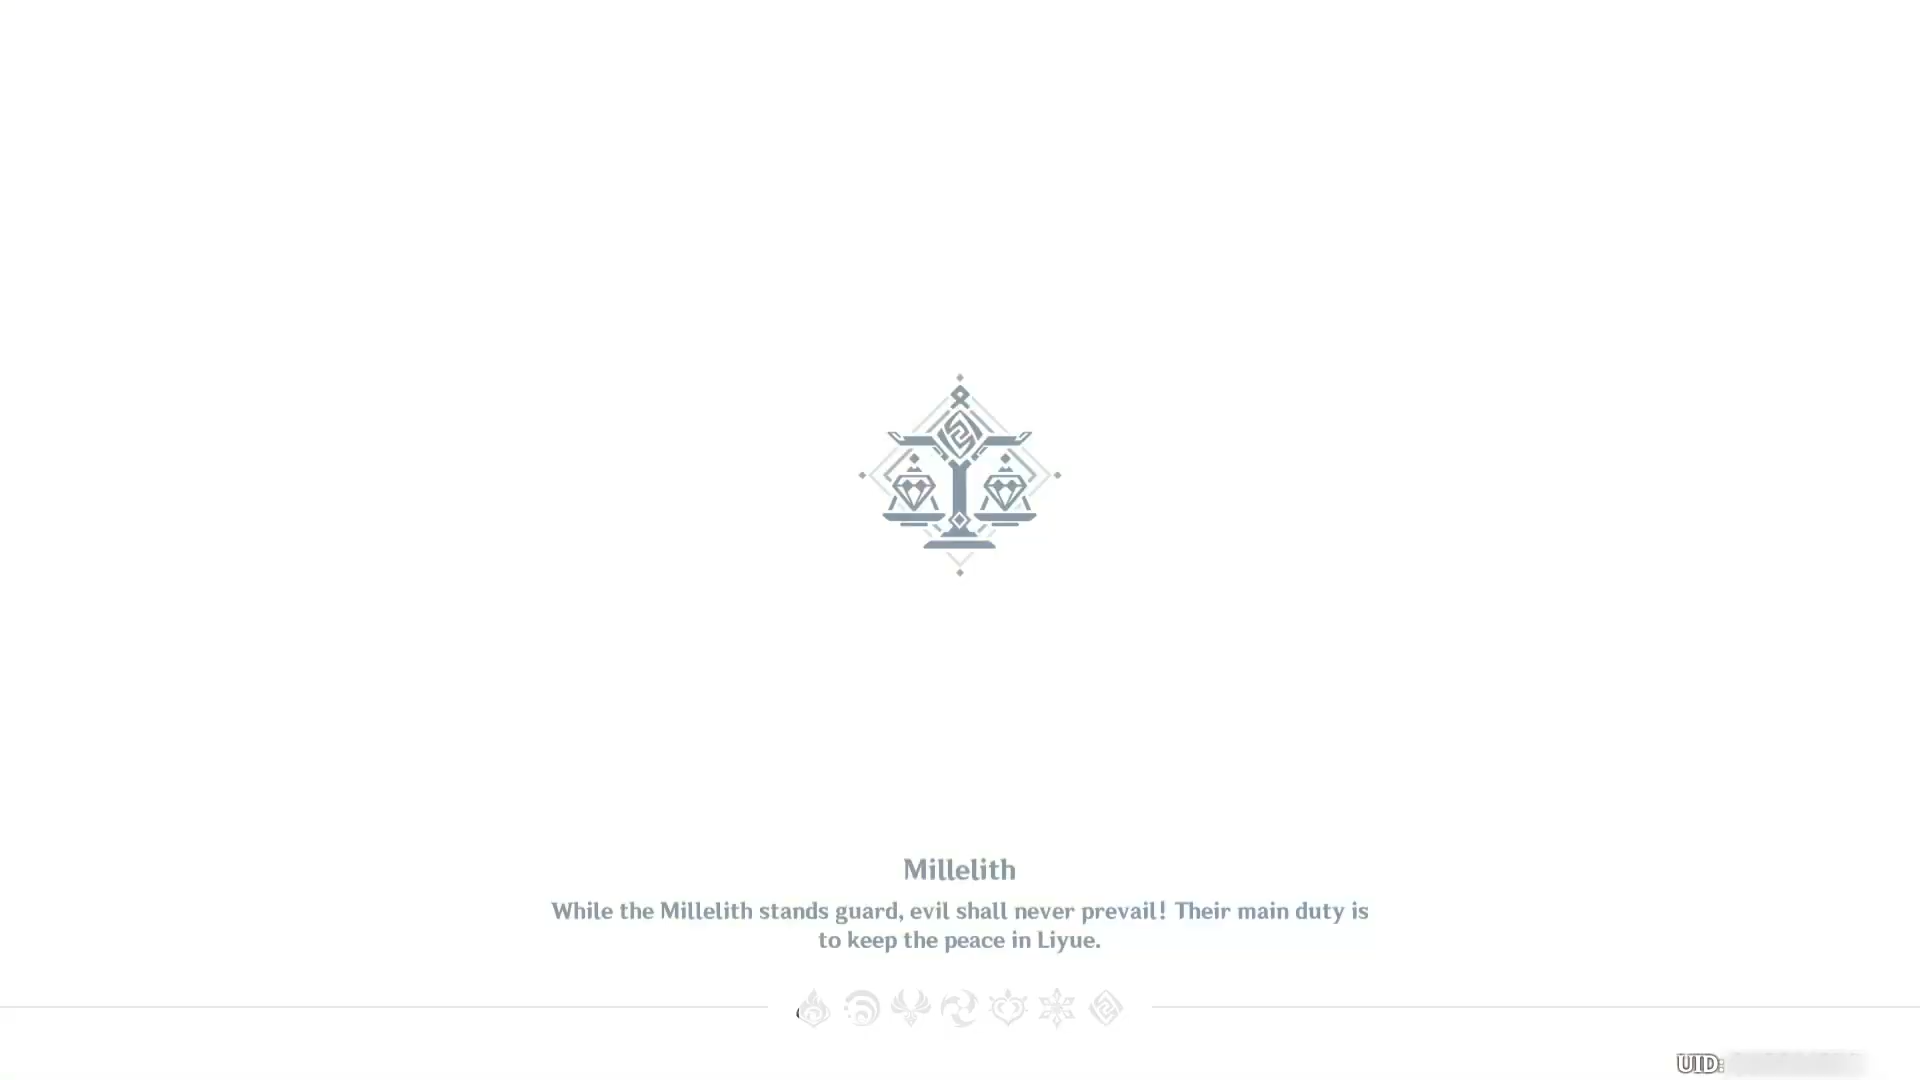 Millelith
While the Millelith stands guard, evil shall never prevail! Their main duty is
to keep the peace in Liyue.
UID: